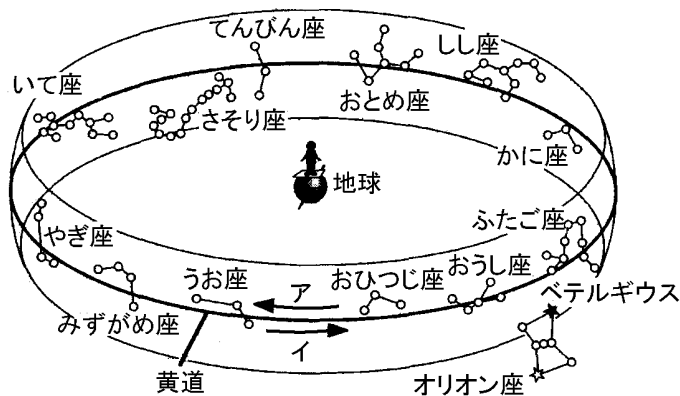 てんびん座
しし座
いて座
おとめ座
さそり座
かに座
地球
ふたご座
やぎ座
うお座
おひつじ座
おうし座
ア
ベテルギウス
みずがめ座
イ
黄道
オリオン座